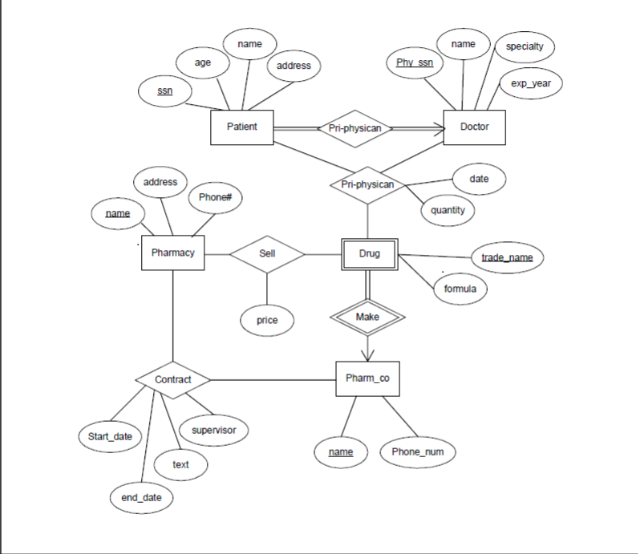 name
age
address
ssn
name
specialty
Phy_ssn
exp_year
Patient
Pri-physican
Doctor
address
Phone#
name
Pri-physican
date
quantity
Pharmacy
Sell
Drug
trade_name
formula
price
Make
Contract
Pharm_co
Start_date
supervisor
text
end_date
name
Phone_num